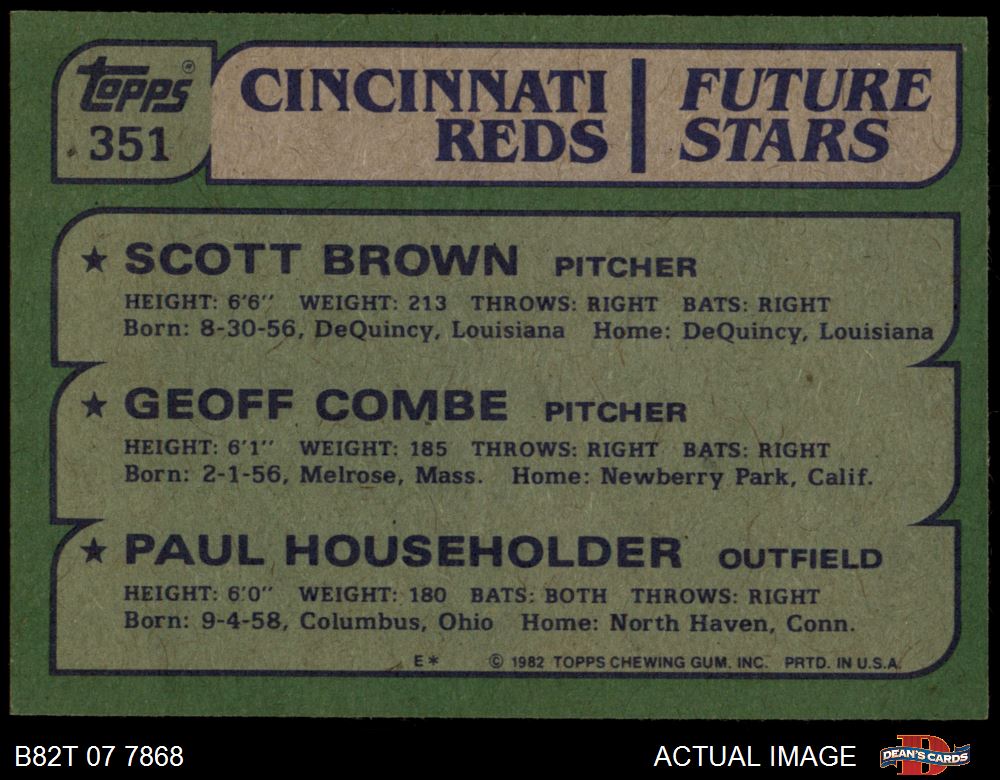 topps®
351
CINCINNATI REDS | FUTURE STARS
★ SCOTT BROWN PITCHER
HEIGHT: 6'6" WEIGHT: 213 THROWS: RIGHT BATS: RIGHT
Born: 8-30-56, DeQuincy, Louisiana Home: DeQuincy, Louisiana
★ GEOFF COMBE PITCHER
HEIGHT: 6'1" WEIGHT: 185 THROWS: RIGHT BATS: RIGHT
Born: 2-1-56, Melrose, Mass. Home: Newberry Park, Calif.
★ PAUL HOUSEHOLDER OUTFIELD
HEIGHT: 6'0" WEIGHT: 180 BATS: BOTH THROWS: RIGHT
Born: 9-4-58, Columbus, Ohio Home: North Haven, Conn.
E* © 1982 TOPPS CHEWING GUM, INC. PRTD. IN U.S.A.
B82T 07 7868 ACTUAL IMAGE DEAN'S CARDS